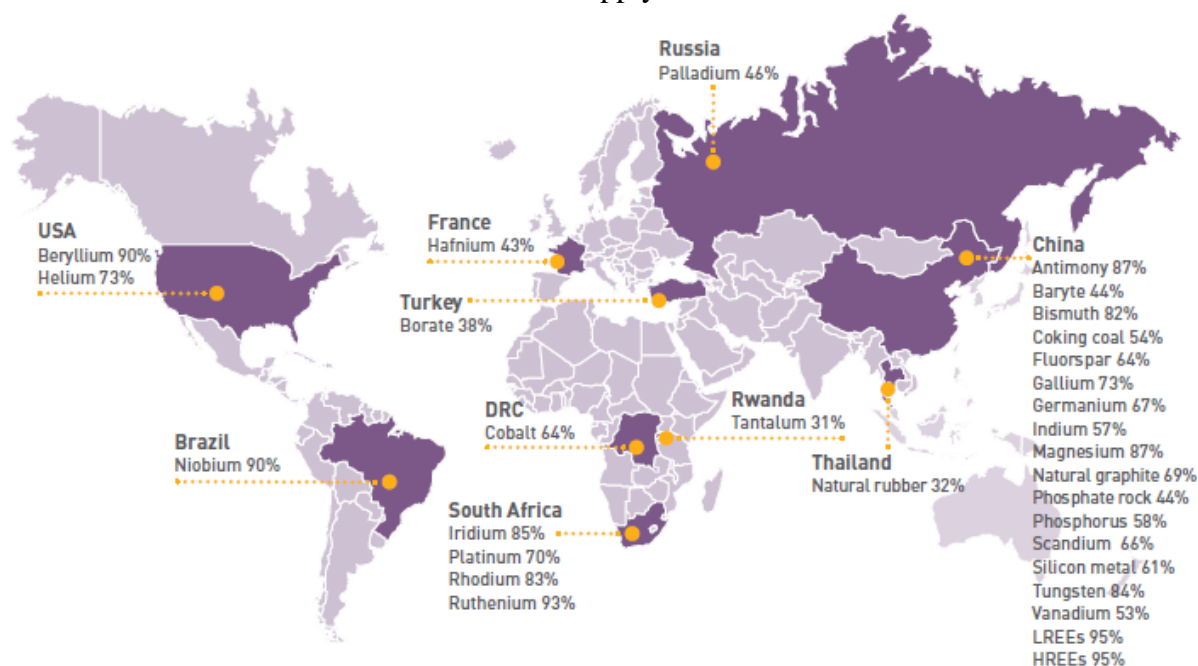 Russia
Palladium 46%
USA
Beryllium 90%
Helium 73%
France
Hafnium 43%
Turkey
Borate 38%
China
Antimony 87%
Baryte 44%
Bismuth 82%
Coking coal 54%
Fluorspar 64%
Gallium 73%
Germanium 67%
Indium 57%
Magnesium 87%
Natural graphite 69%
Phosphate rock 44%
Phosphorus 58%
Scandium 66%
Silicon metal 61%
Tungsten 84%
Vanadium 53%
LREEs 95%
HREEs 95%
DRC
Cobalt 64%
Rwanda
Tantalum 31%
Brazil
Niobium 90%
Thailand
Natural rubber 32%
South Africa
Iridium 85%
Platinum 70%
Rhodium 83%
Ruthenium 93%